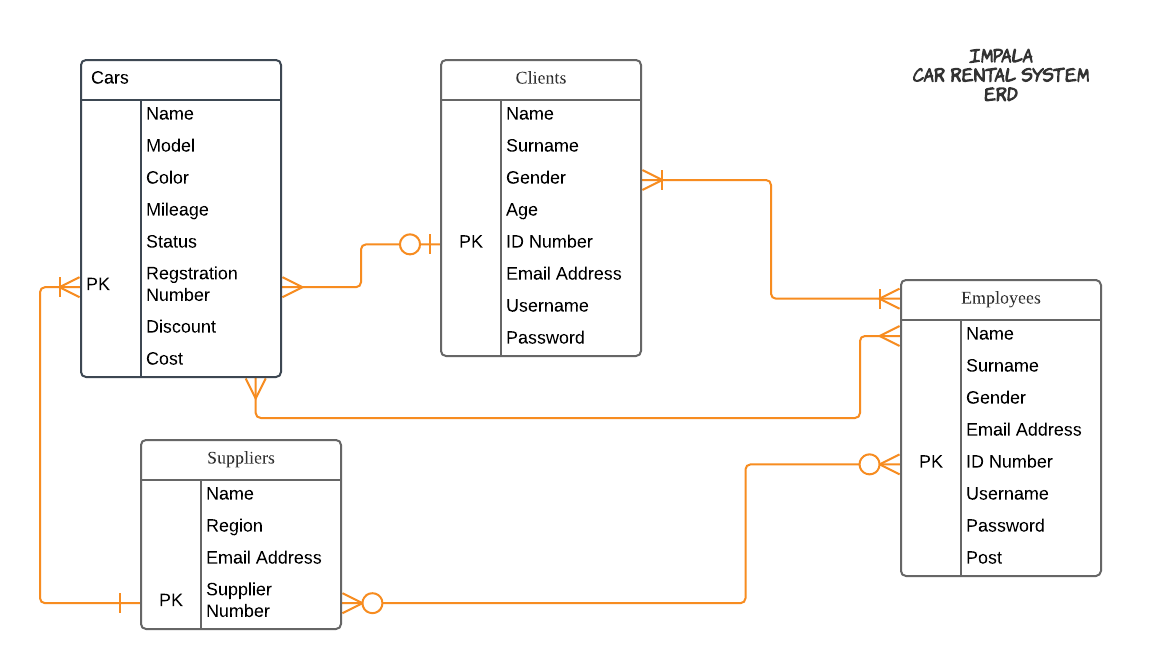 IMPALA
CAR RENTAL SYSTEM
ERD
Cars
Name
Model
Color
Mileage
Status
PK
Regstration
Number
Discount
Cost
Clients
Name
Surname
Gender
Age
PK ID Number
Email Address
Username
Password
Employees
Name
Surname
Gender
Email Address
PK ID Number
Username
Password
Post
Suppliers
Name
Region
Email Address
PK
Supplier
Number